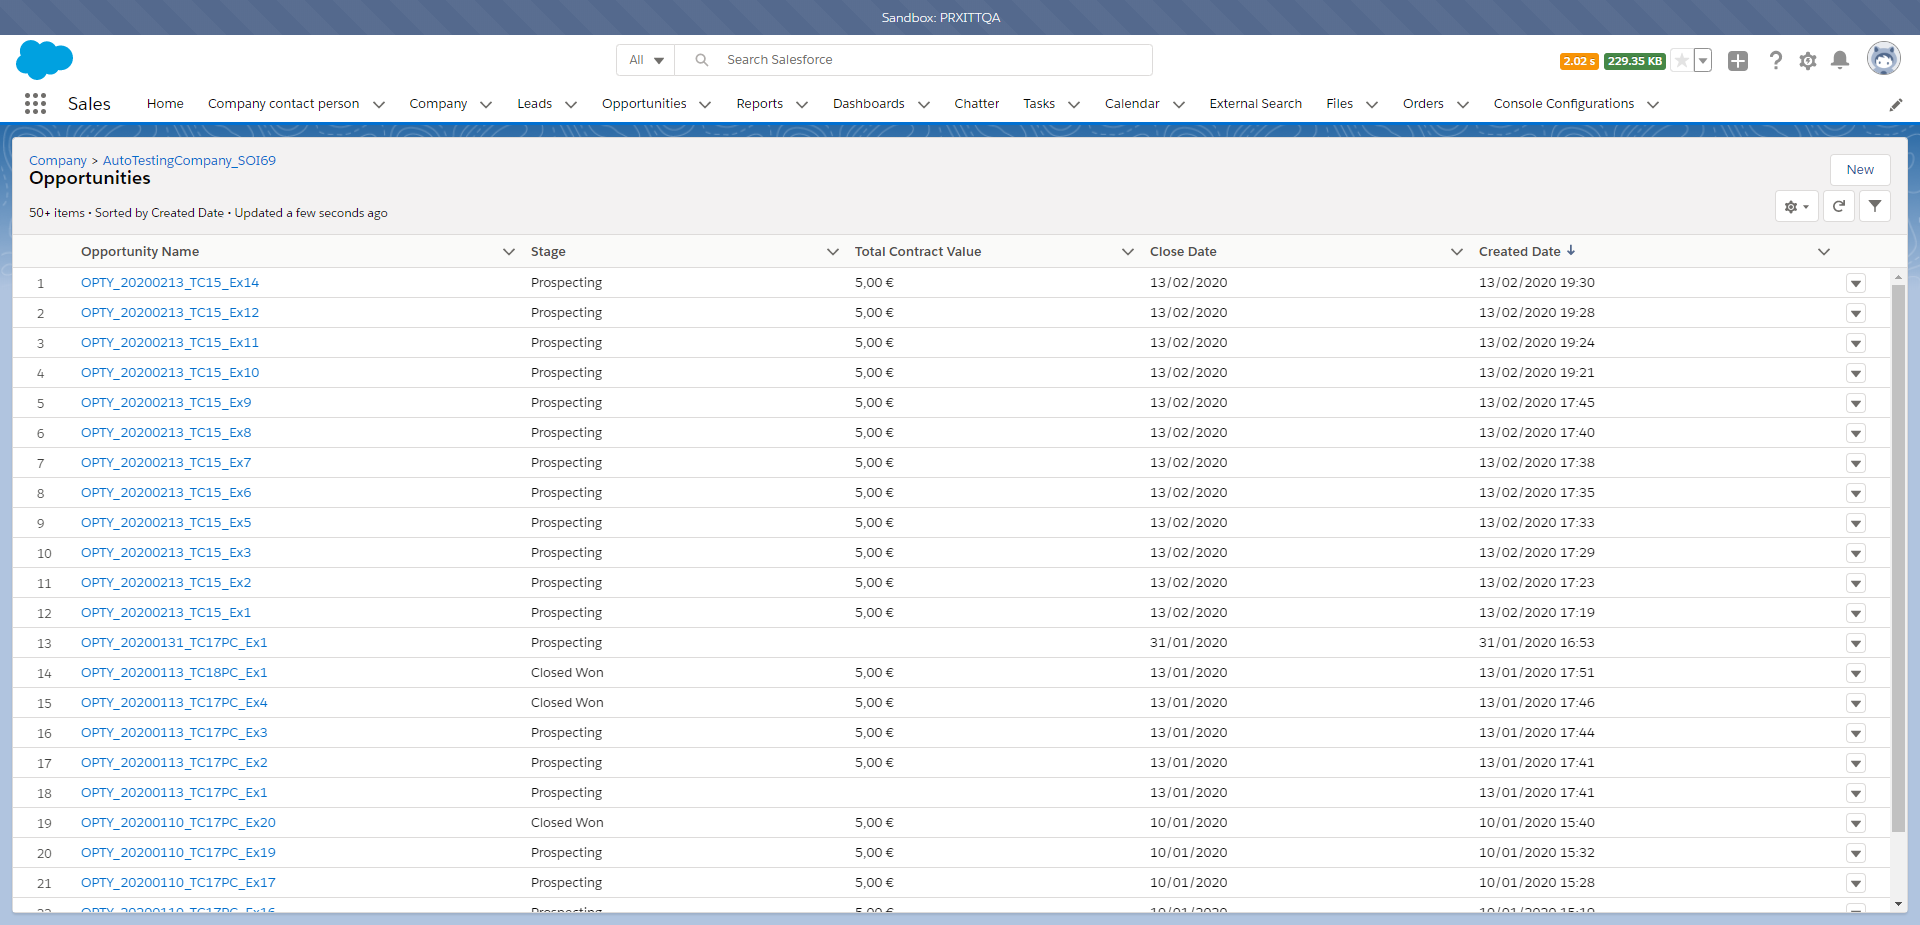 Sandbox: PRXITTQA
All Search Salesforce 2.02 s 229.35 KB
Sales Home Company contact person Company Leads Opportunities Reports Dashboards Chatter Tasks Calendar External Search Files Orders Console Configurations
Company > AutoTestingCompany_SOI69
Opportunities
New
50+ items • Sorted by Created Date • Updated a few seconds ago
Opportunity Name Stage Total Contract Value Close Date Created Date
1 OPTY_20200213_TC15_Ex14 Prospecting 5,00 € 13/02/2020 13/02/2020 19:30
2 OPTY_20200213_TC15_Ex12 Prospecting 5,00 € 13/02/2020 13/02/2020 19:28
3 OPTY_20200213_TC15_Ex11 Prospecting 5,00 € 13/02/2020 13/02/2020 19:24
4 OPTY_20200213_TC15_Ex10 Prospecting 5,00 € 13/02/2020 13/02/2020 19:21
5 OPTY_20200213_TC15_Ex9 Prospecting 5,00 € 13/02/2020 13/02/2020 17:45
6 OPTY_20200213_TC15_Ex8 Prospecting 5,00 € 13/02/2020 13/02/2020 17:40
7 OPTY_20200213_TC15_Ex7 Prospecting 5,00 € 13/02/2020 13/02/2020 17:38
8 OPTY_20200213_TC15_Ex6 Prospecting 5,00 € 13/02/2020 13/02/2020 17:35
9 OPTY_20200213_TC15_Ex5 Prospecting 5,00 € 13/02/2020 13/02/2020 17:33
10 OPTY_20200213_TC15_Ex3 Prospecting 5,00 € 13/02/2020 13/02/2020 17:29
11 OPTY_20200213_TC15_Ex2 Prospecting 5,00 € 13/02/2020 13/02/2020 17:23
12 OPTY_20200213_TC15_Ex1 Prospecting 5,00 € 13/02/2020 13/02/2020 17:19
13 OPTY_20200131_TC17PC_Ex1 Prospecting 31/01/2020 31/01/2020 16:53
14 OPTY_20200113_TC18PC_Ex1 Closed Won 5,00 € 13/01/2020 13/01/2020 17:51
15 OPTY_20200113_TC17PC_Ex4 Closed Won 5,00 € 13/01/2020 13/01/2020 17:46
16 OPTY_20200113_TC17PC_Ex3 Prospecting 5,00 € 13/01/2020 13/01/2020 17:44
17 OPTY_20200113_TC17PC_Ex2 Prospecting 5,00 € 13/01/2020 13/01/2020 17:41
18 OPTY_20200113_TC17PC_Ex1 Prospecting 13/01/2020 13/01/2020 17:41
19 OPTY_20200110_TC17PC_Ex20 Closed Won 5,00 € 10/01/2020 10/01/2020 15:40
20 OPTY_20200110_TC17PC_Ex19 Prospecting 5,00 € 10/01/2020 10/01/2020 15:32
21 OPTY_20200110_TC17PC_Ex17 Prospecting 5,00 € 10/01/2020 10/01/2020 15:28